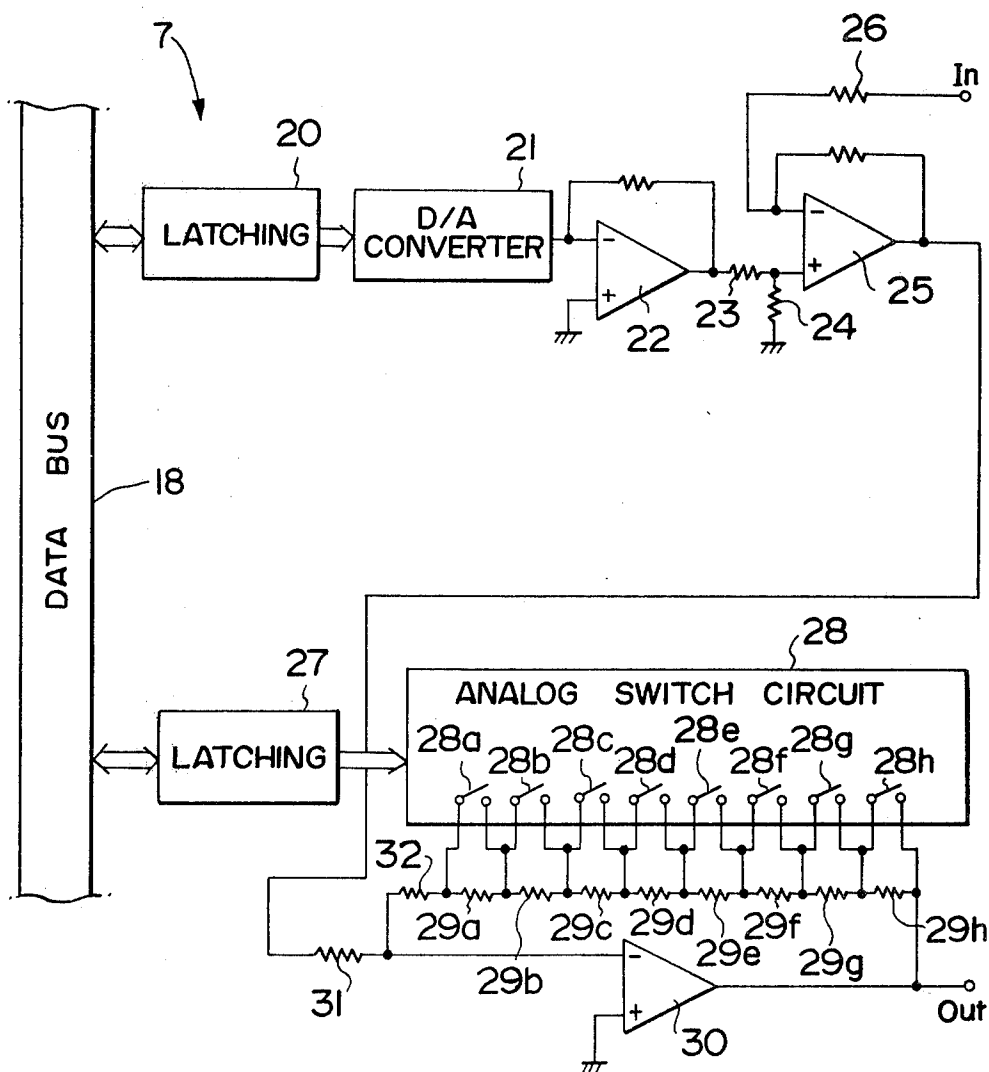 7
26
In
20
21
LATCHING
D/A
CONVERTER
-
+
22
23
24
-
+
25
DATA BUS
18
27
28
LATCHING
ANALOG SWITCH CIRCUIT
28a
28b
28c
28d
28e
28f
28g
28h
32
29a
29b
29c
29d
29e
29f
29g
29h
31
-
+
30
Out